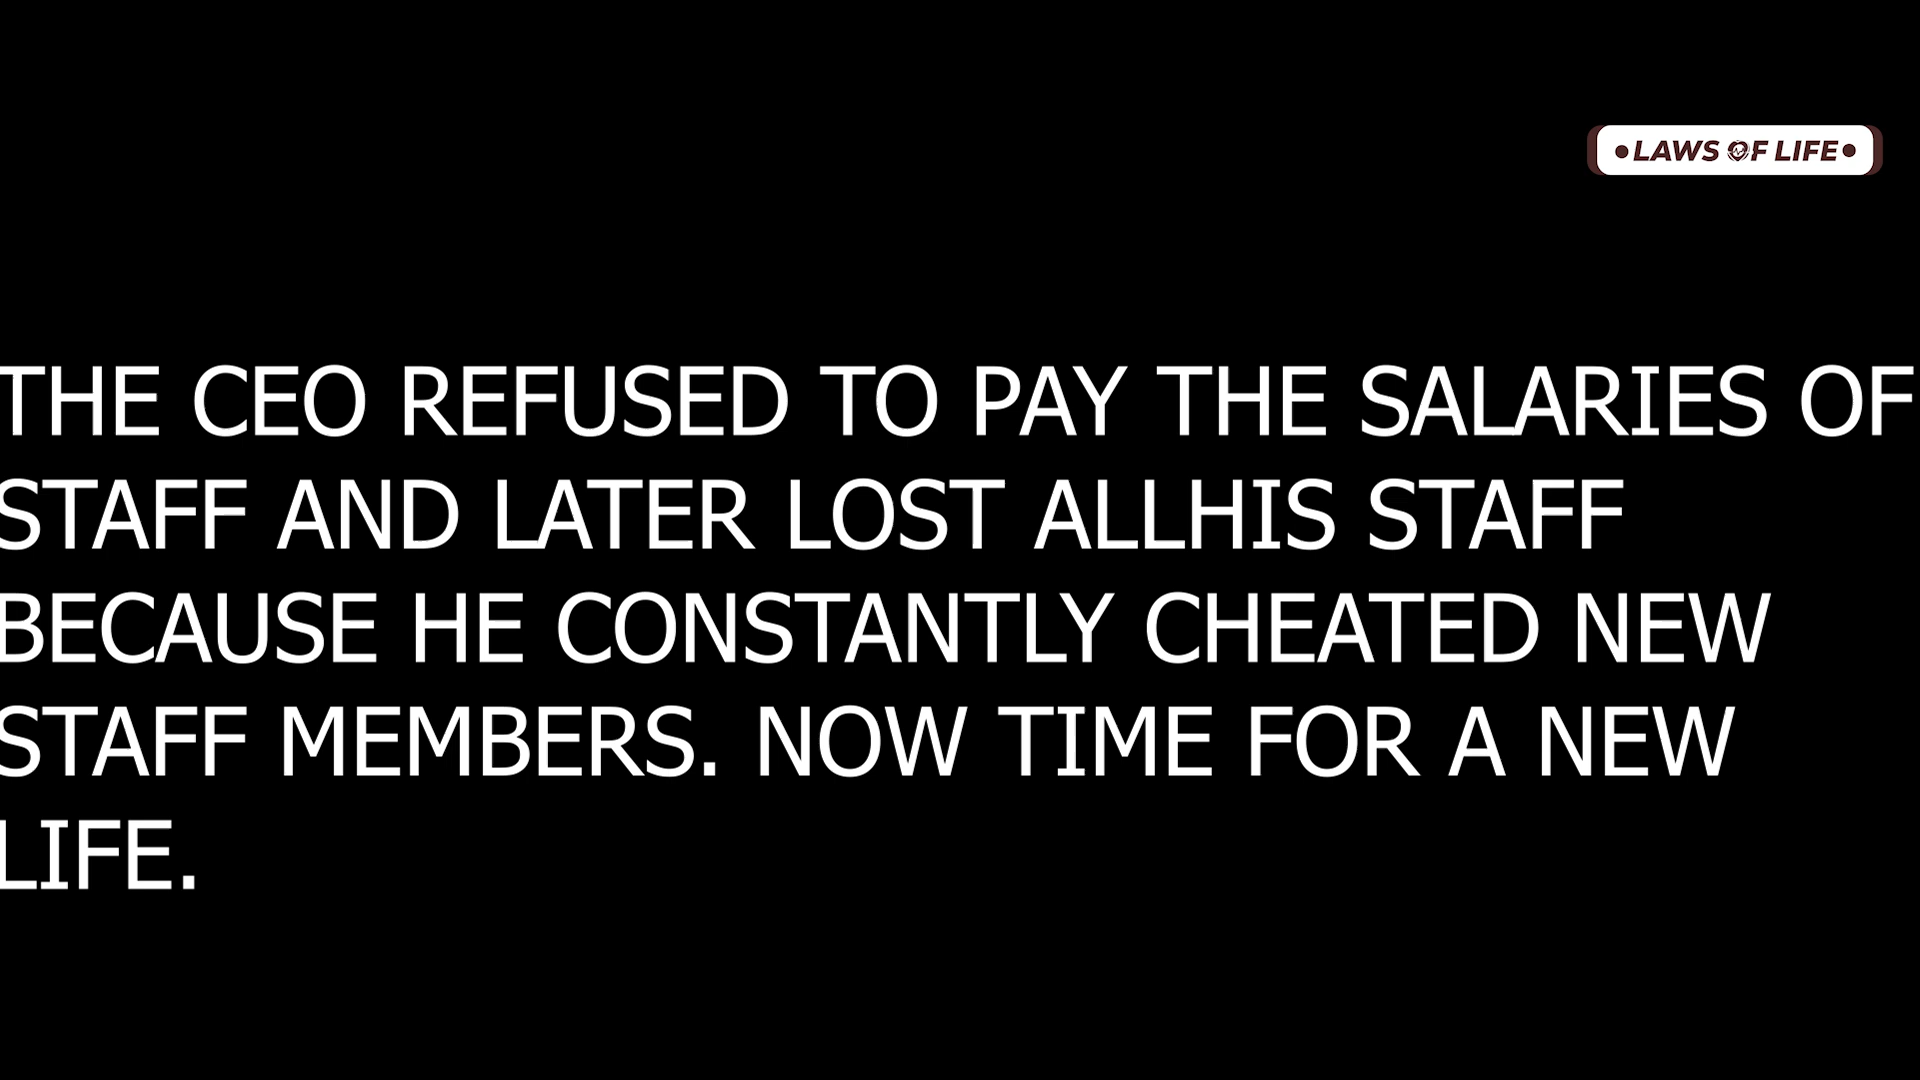 •LAWS OF LIFE•
THE CEO REFUSED TO PAY THE SALARIES OF
STAFF AND LATER LOST ALLHIS STAFF
BECAUSE HE CONSTANTLY CHEATED NEW
STAFF MEMBERS. NOW TIME FOR A NEW
LIFE.